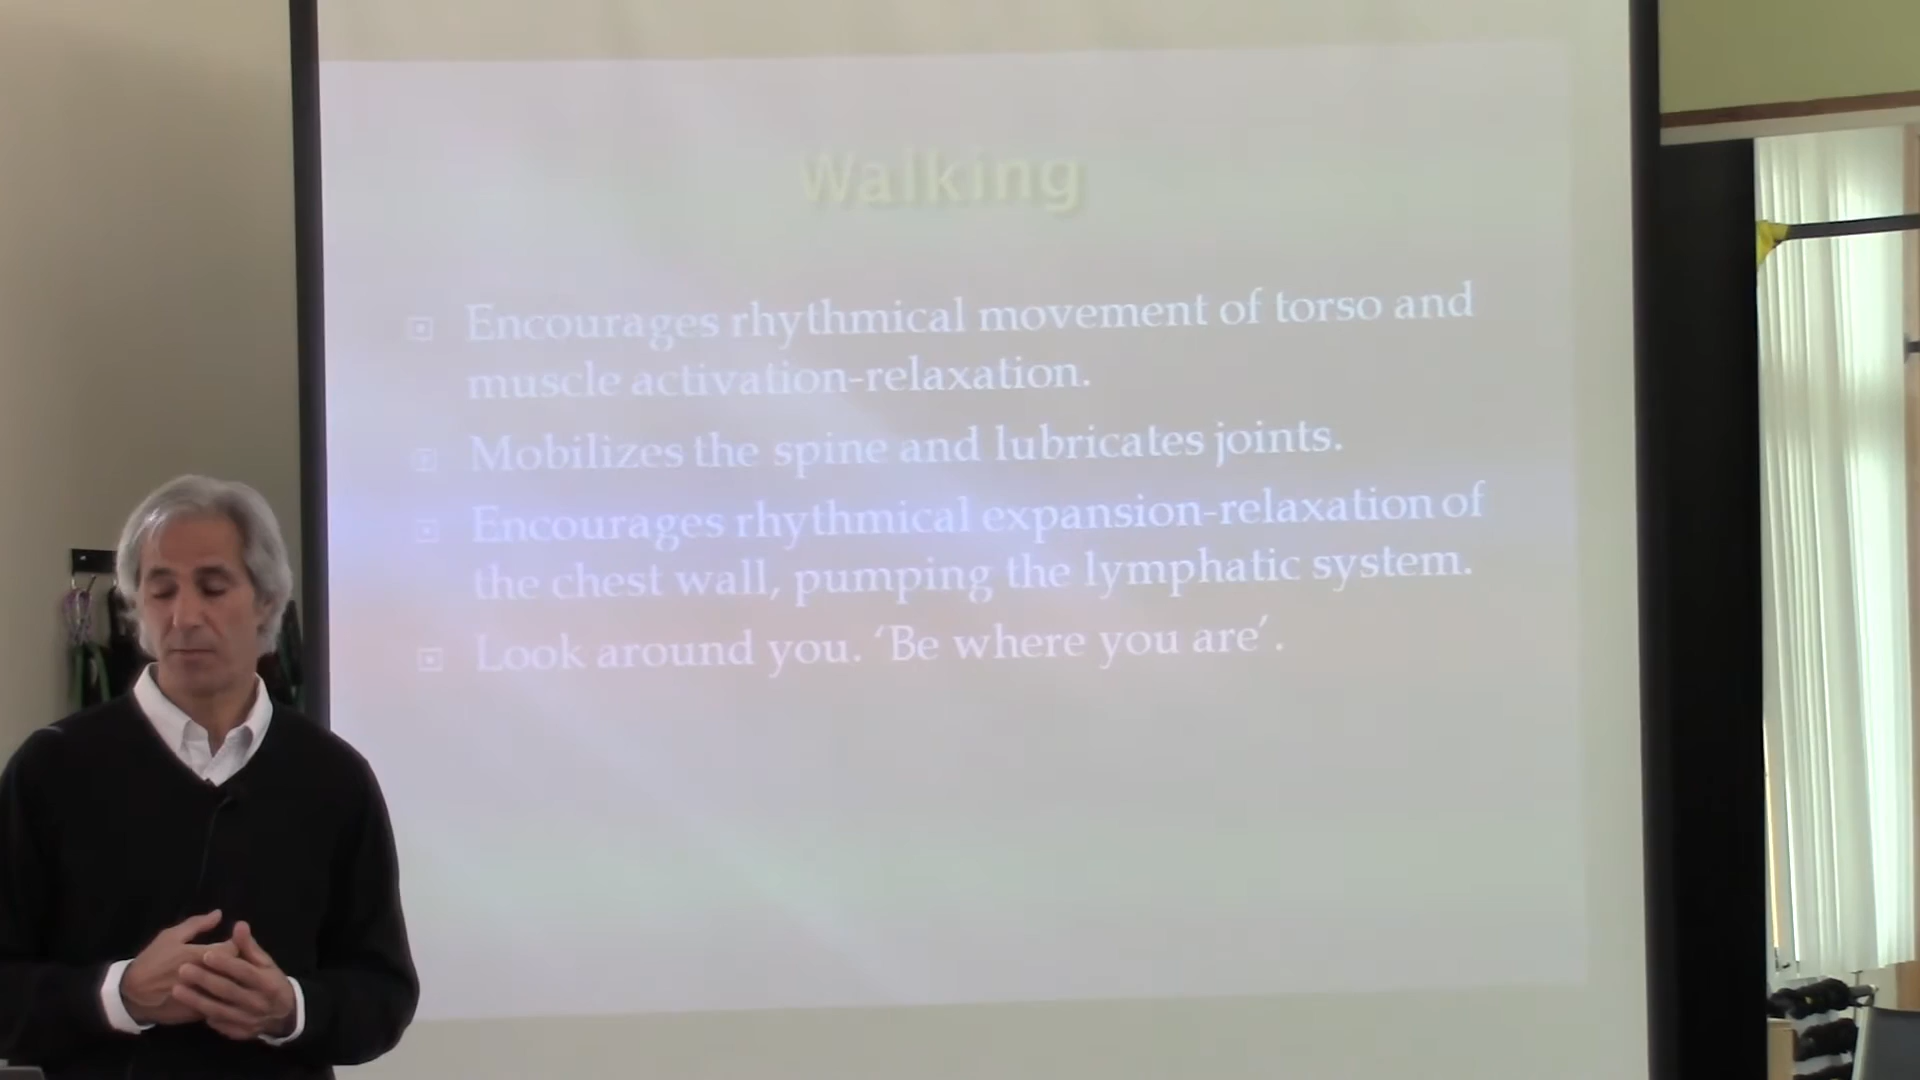 Walking
Encourages rhythmical movement of torso and
muscle activation-relaxation.
Mobilizes the spine and lubricates joints.
Encourages rhythmical expansion-relaxation of
the chest wall, pumping the lymphatic system.
Look around you. ‘Be where you are’.